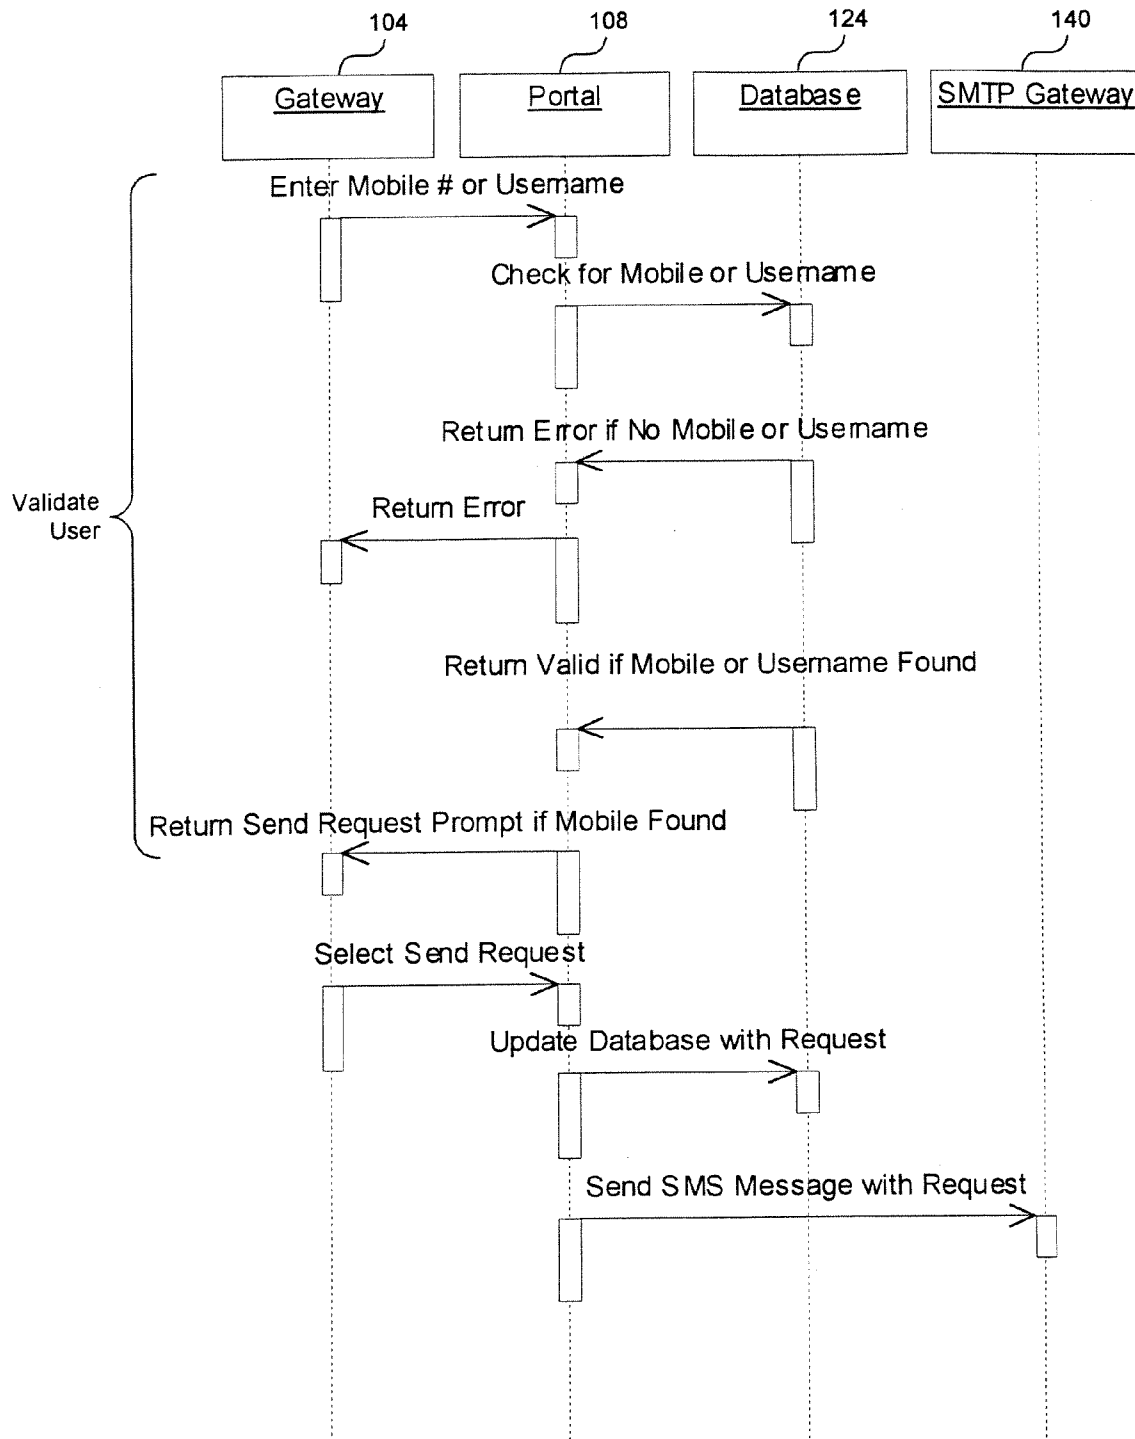 104
108
124
140
Gateway
Portal
Database
SMTP Gateway
Enter Mobile # or Username
Check for Mobile or Username
Return Error if No Mobile or Username
Validate
User
Return Error
Return Valid if Mobile or Username Found
Return Send Request Prompt if Mobile Found
Select Send Request
Update Database with Request
Send SMS Message with Request